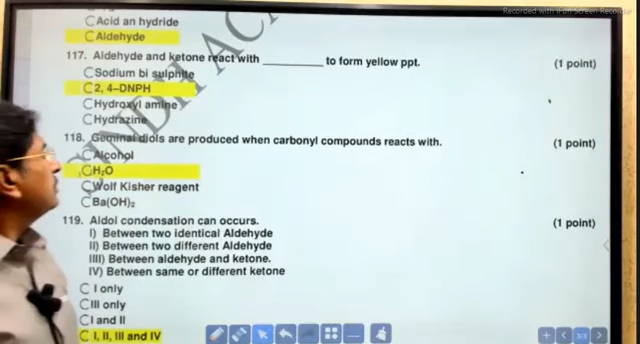 Recorded with iFun Screen Recorder
C Acid an hydride
C Aldehyde
117. Aldehyde and ketone react with __________ to form yellow ppt. (1 point)
C Sodium bi sulphite
C 2, 4-DNPH
C Hydroxyl amine
C Hydrazine
118. Geminal diols are produced when carbonyl compounds reacts with. (1 point)
C Alcohol
C H₂O
C Wolf Kisher reagent
C Ba(OH)₂
119. Aldol condensation can occurs. (1 point)
I) Between two identical Aldehyde
II) Between two different Aldehyde
IIII) Between aldehyde and ketone.
IV) Between same or different ketone
C I only
C III only
C I and II
C I, II, III and IV